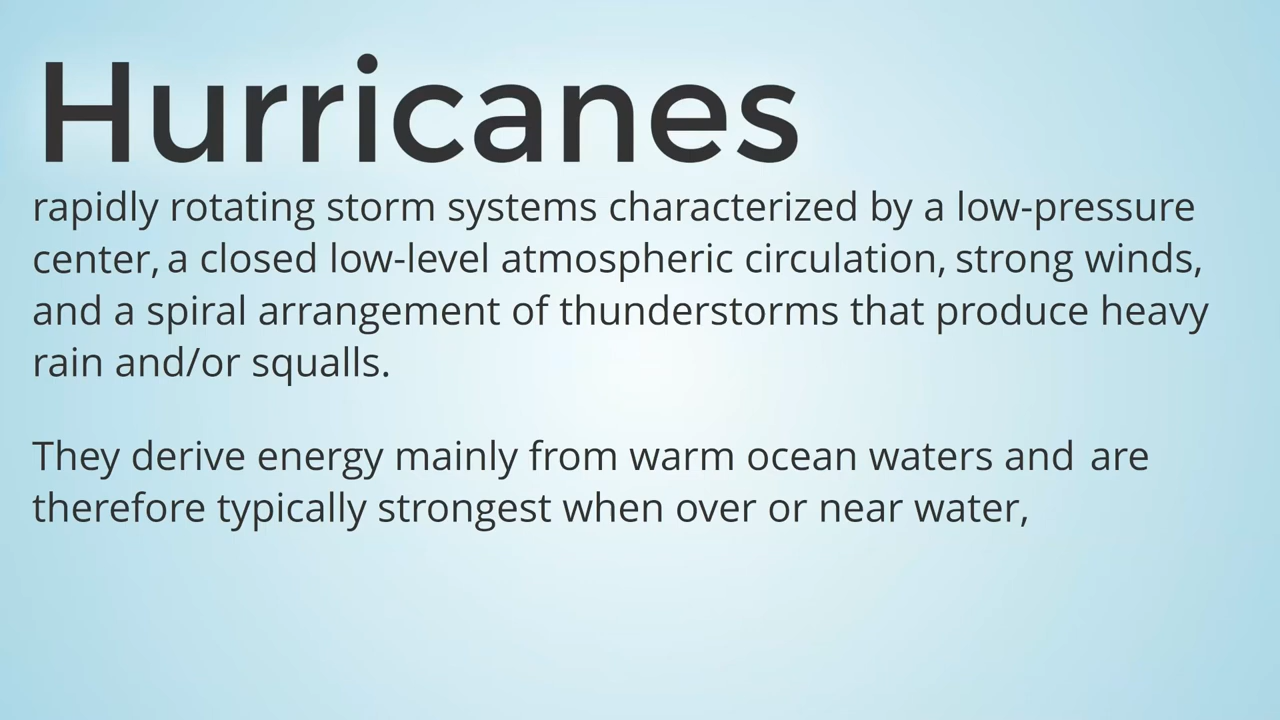 Hurricanes
rapidly rotating storm systems characterized by a low-pressure
center, a closed low-level atmospheric circulation, strong winds,
and a spiral arrangement of thunderstorms that produce heavy
rain and/or squalls.
They derive energy mainly from warm ocean waters and are
therefore typically strongest when over or near water,